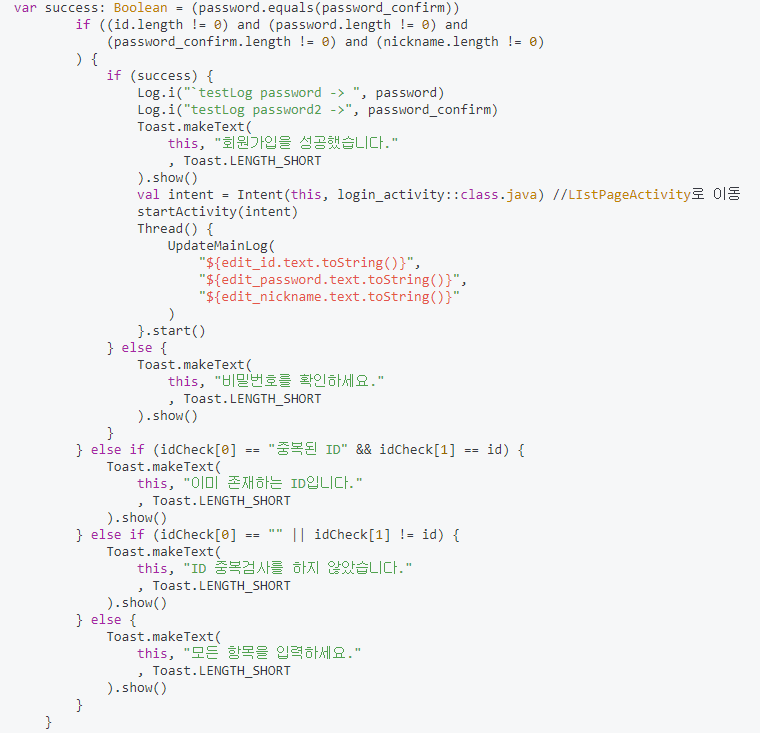 var success: Boolean = (password.equals(password_confirm))
if ((id.length != 0) and (password.length != 0) and
(password_confirm.length != 0) and (nickname.length != 0)
) {
if (success) {
Log.i("`testLog password -> ", password)
Log.i("testLog password2 ->", password_confirm)
Toast.makeText(
this, "회원가입을 성공했습니다."
, Toast.LENGTH_SHORT
).show()
val intent = Intent(this, login_activity::class.java) //LIstPageActivity로 이동
startActivity(intent)
Thread() {
UpdateMainLog(
"${edit_id.text.toString()}",
"${edit_password.text.toString()}",
"${edit_nickname.text.toString()}"
)
}.start()
} else {
Toast.makeText(
this, "비밀번호를 확인하세요."
, Toast.LENGTH_SHORT
).show()
}
} else if (idCheck[0] == "중복된 ID" && idCheck[1] == id) {
Toast.makeText(
this, "이미 존재하는 ID입니다."
, Toast.LENGTH_SHORT
).show()
} else if (idCheck[0] == "" || idCheck[1] != id) {
Toast.makeText(
this, "ID 중복검사를 하지 않았습니다."
, Toast.LENGTH_SHORT
).show()
} else {
Toast.makeText(
this, "모든 항목을 입력하세요."
, Toast.LENGTH_SHORT
).show()
}
}